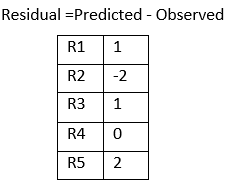 Residual =Predicted - Observed
R1 1
R2 -2
R3 1
R4 0
R5 2